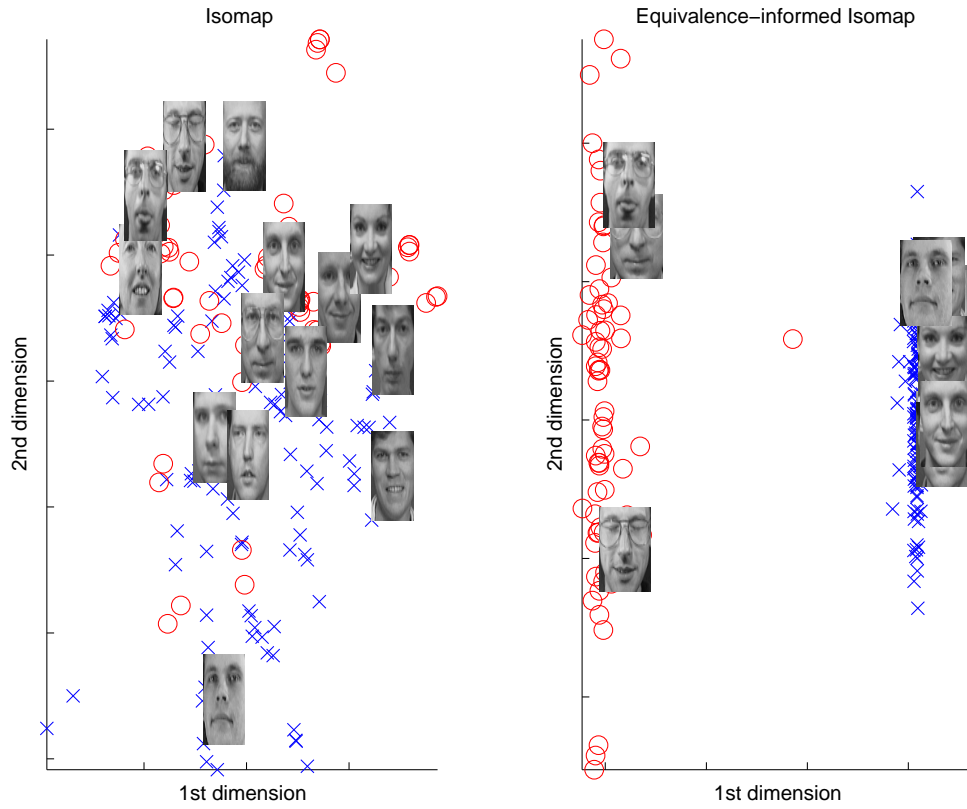 Isomap
Equivalence−informed Isomap
2nd dimension
2nd dimension
1st dimension
1st dimension